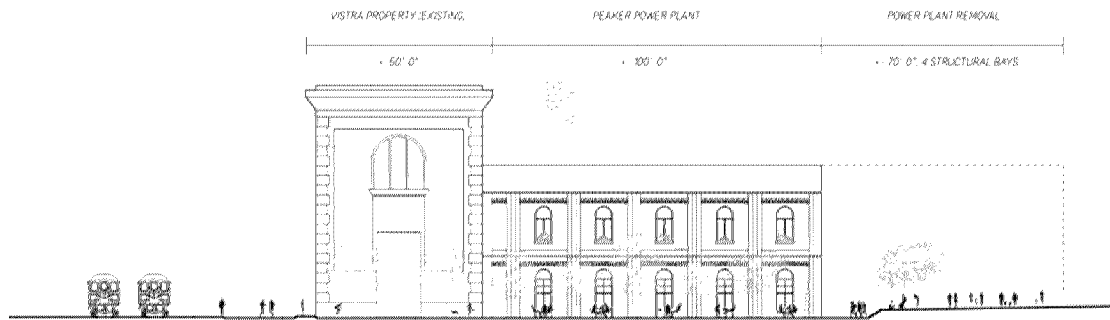 VISTRA PROPERTY (EXISTING)
PEAKER POWER PLANT
POWER PLANT REMOVAL
+- 50' 0"
+- 100' 0"
+- 70' 0", 4 STRUCTURAL BAYS